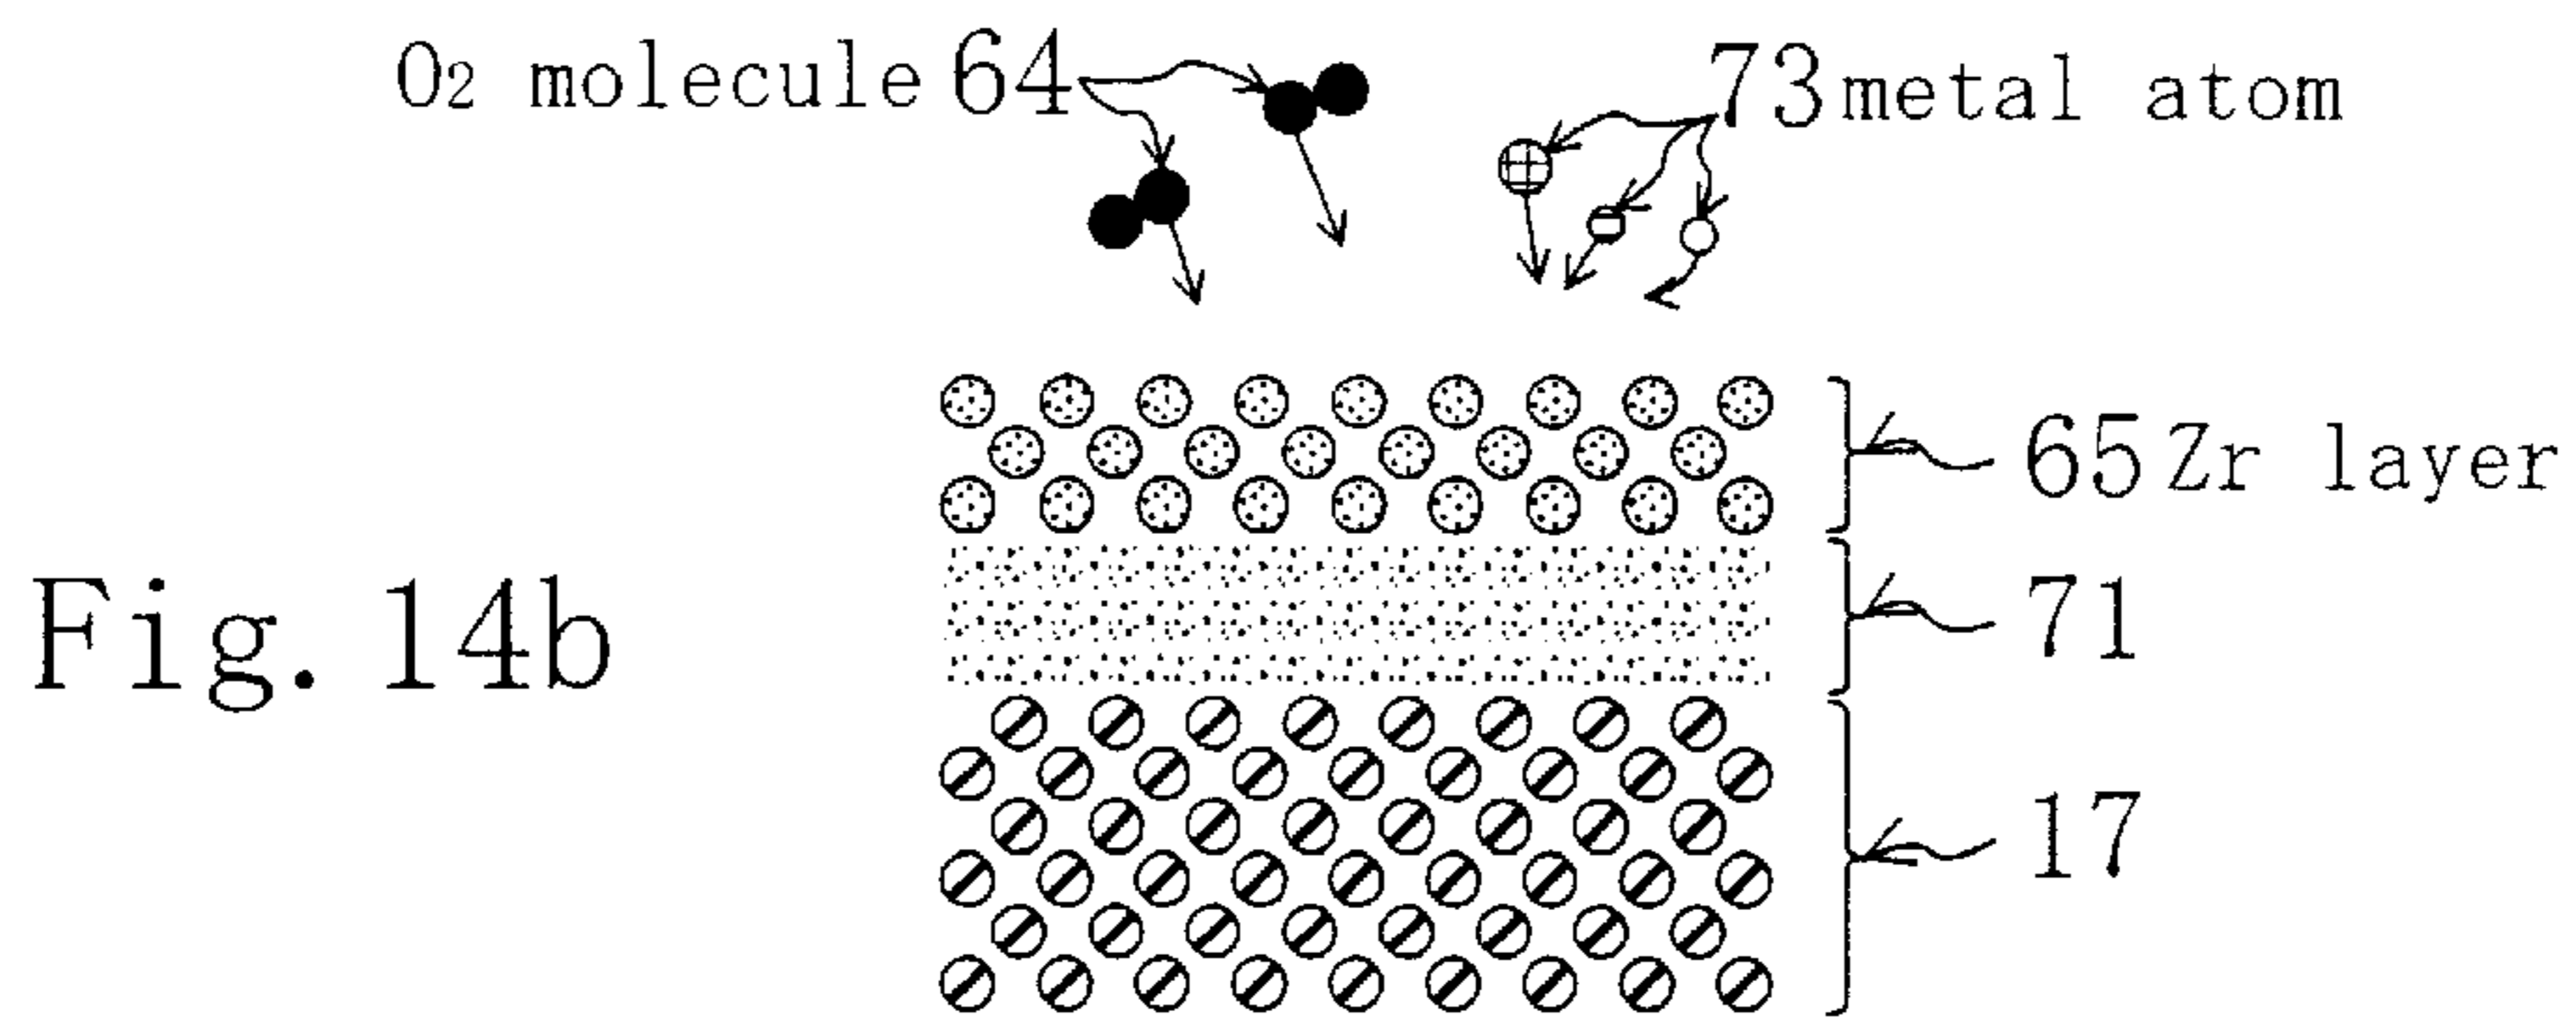 O2 molecule 64
73 metal atom
65 Zr layer
71
Fig. 14b
17